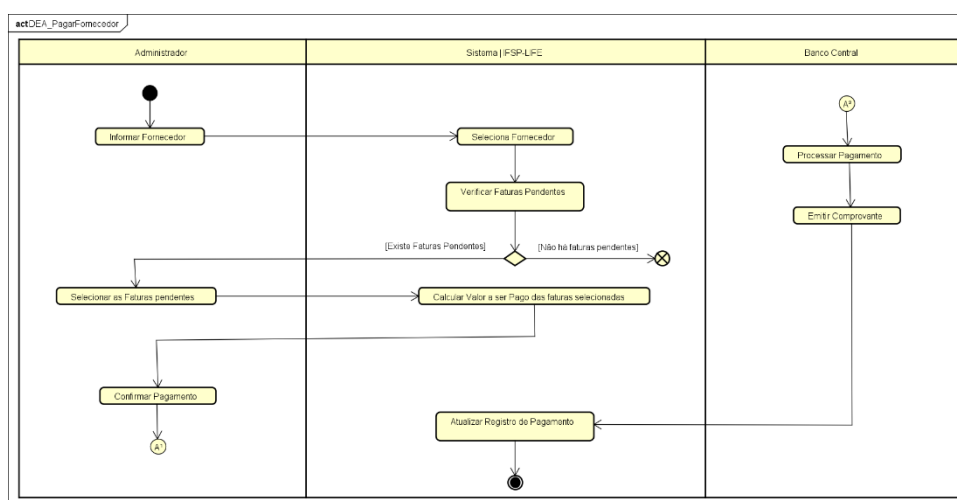 act DEA_PagarFornecedor
Administrador
Sistema | IFSP-LIFE
Banco Central
Informar Fornecedor
Seleciona Fornecedor
Processar Pagamento
Verificar Faturas Pendentes
Emitir Comprovante
[Existe Faturas Pendentes]
[Não há faturas pendentes]
Selecionar as Faturas pendentes
Calcular Valor a ser Pago das faturas selecionadas
Confirmar Pagamento
Atualizar Registro de Pagamento